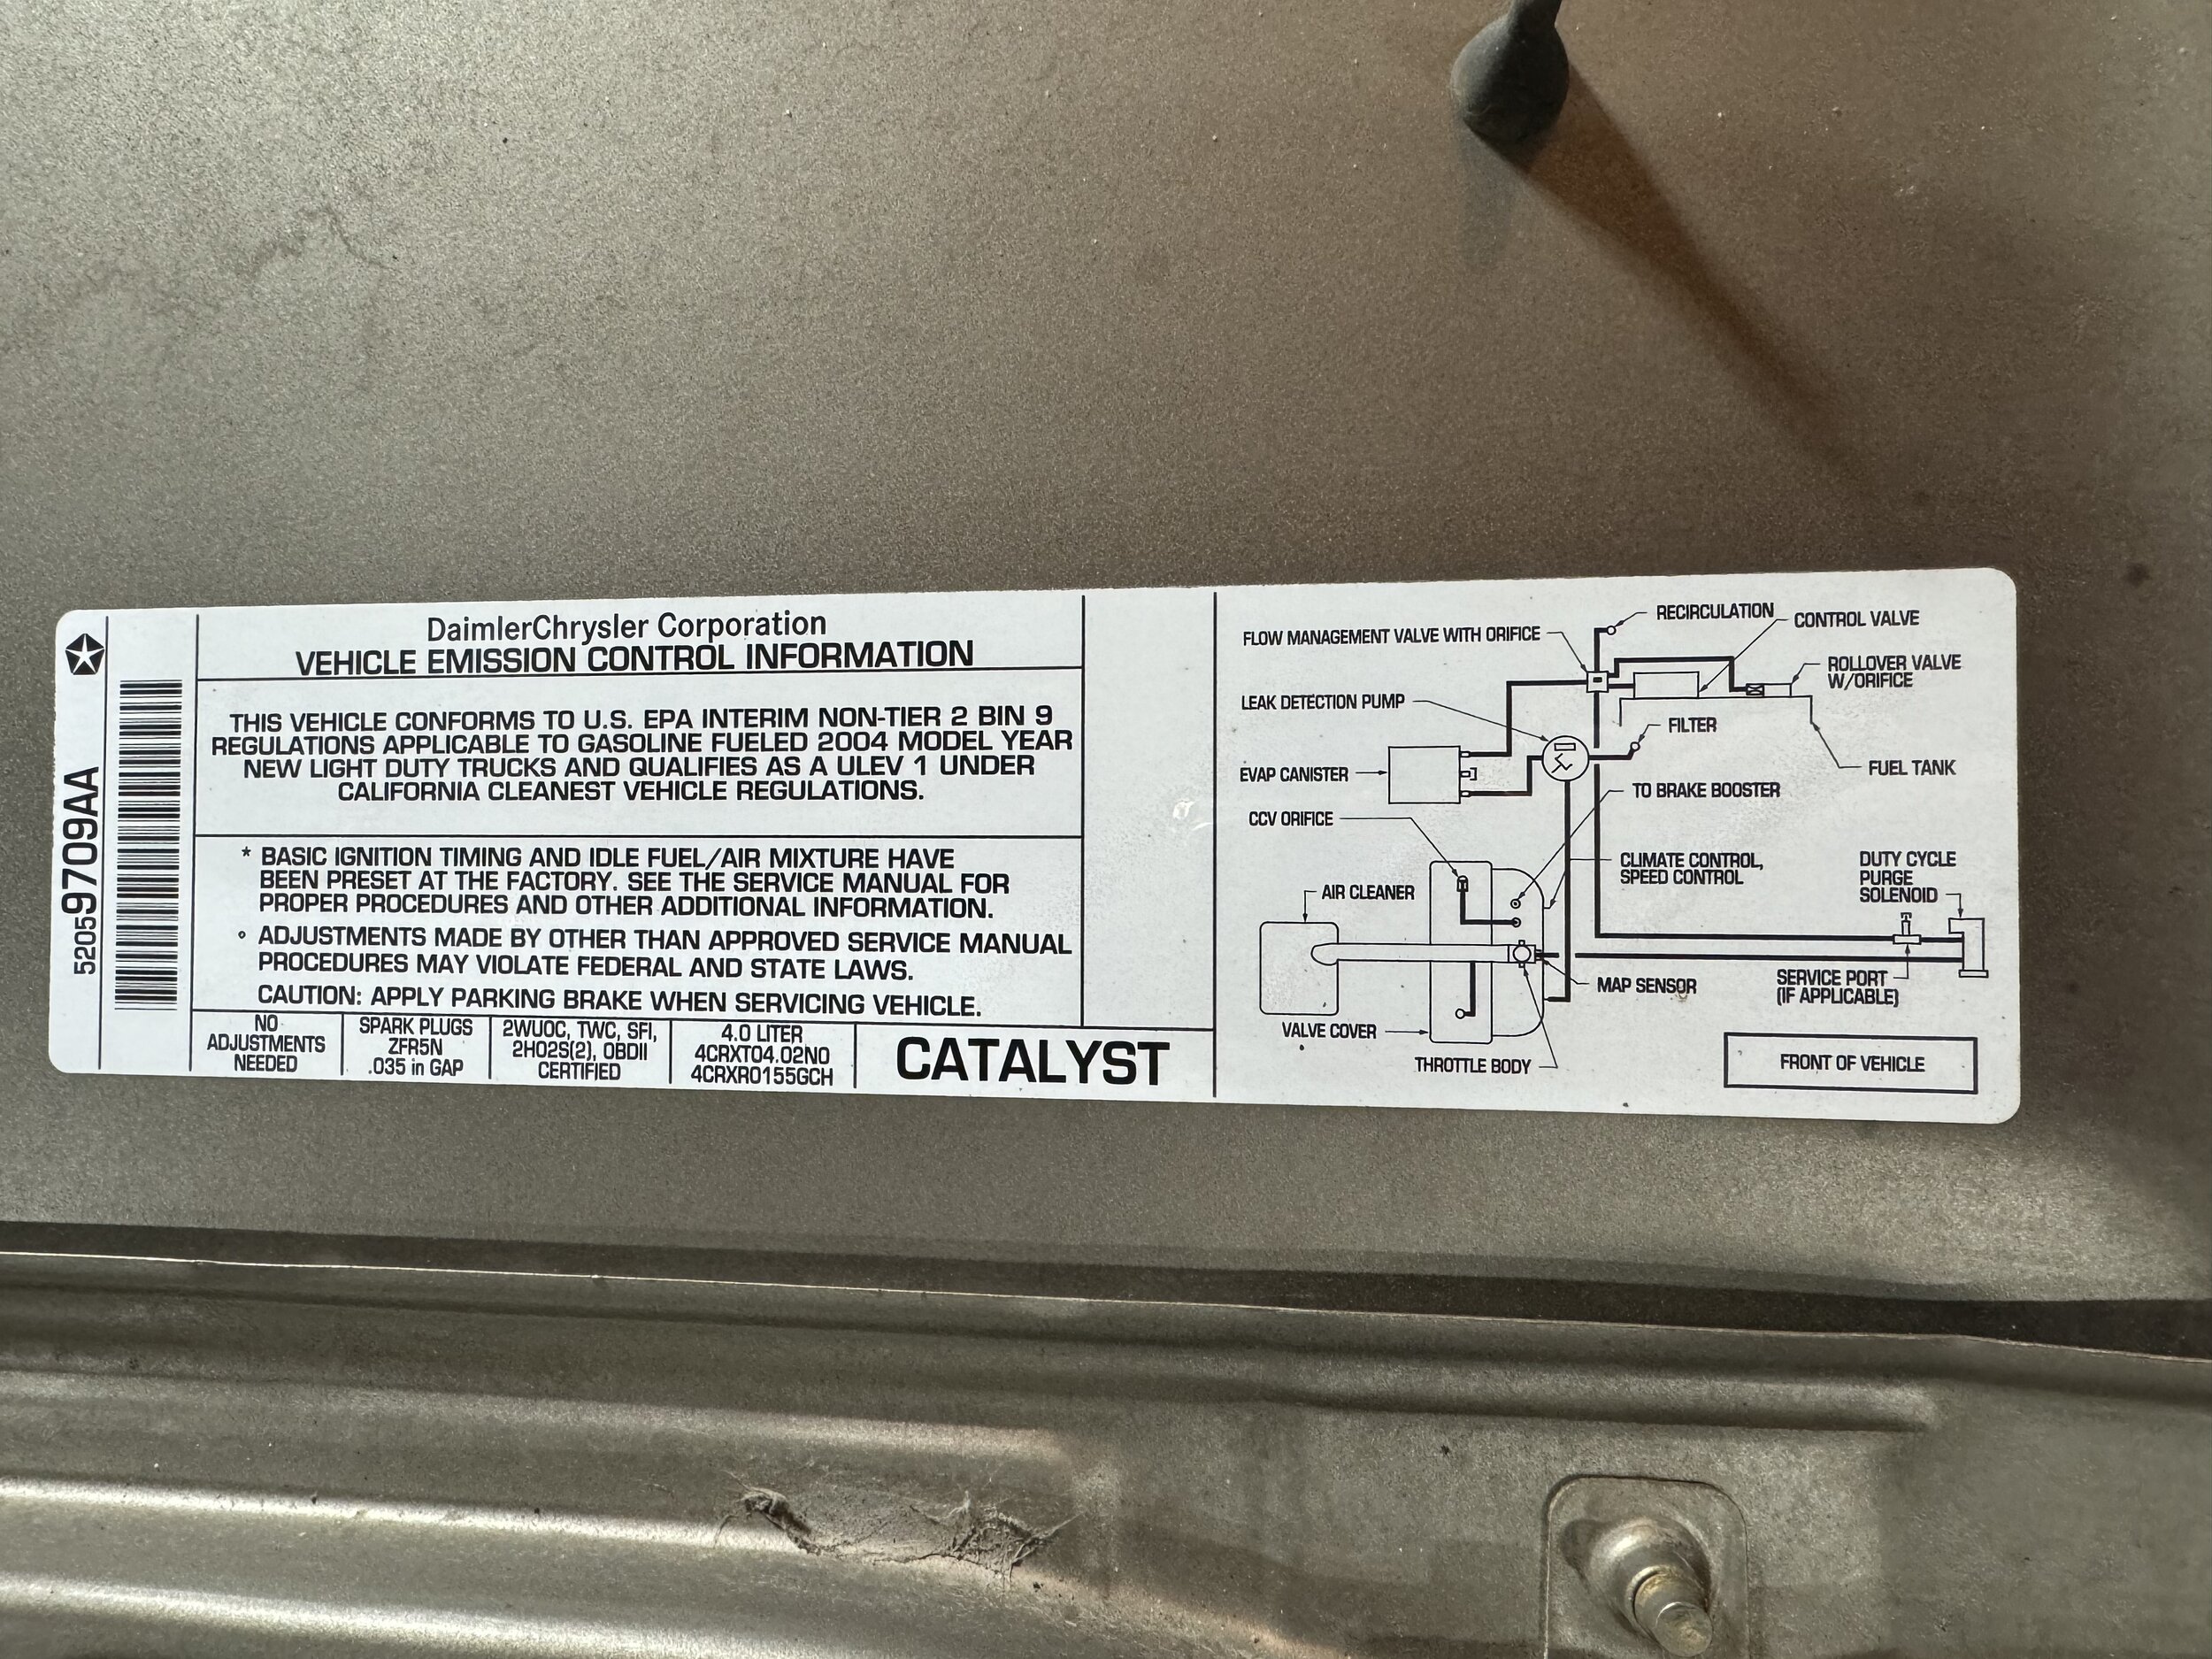 520597709AA
DaimlerChrysler Corporation
VEHICLE EMISSION CONTROL INFORMATION
THIS VEHICLE CONFORMS TO U.S. EPA INTERIM NON-TIER 2 BIN 9
REGULATIONS APPLICABLE TO GASOLINE FUELED 2004 MODEL YEAR
NEW LIGHT DUTY TRUCKS AND QUALIFIES AS A ULEV 1 UNDER
CALIFORNIA CLEANEST VEHICLE REGULATIONS.
* BASIC IGNITION TIMING AND IDLE FUEL/AIR MIXTURE HAVE
BEEN PRESET AT THE FACTORY. SEE THE SERVICE MANUAL FOR
PROPER PROCEDURES AND OTHER ADDITIONAL INFORMATION.
° ADJUSTMENTS MADE BY OTHER THAN APPROVED SERVICE MANUAL
PROCEDURES MAY VIOLATE FEDERAL AND STATE LAWS.
CAUTION: APPLY PARKING BRAKE WHEN SERVICING VEHICLE.
NO
ADJUSTMENTS
NEEDED
SPARK PLUGS
ZFR5N
.035 in GAP
2WUOC, TWC, SFI,
2HO2S(2), OBDII
CERTIFIED
4.0 LITER
4CRXT04.02N0
4CRXR0155GCH
CATALYST
RECIRCULATION
CONTROL VALVE
FLOW MANAGEMENT VALVE WITH ORIFICE
ROLLOVER VALVE
W/ORIFICE
LEAK DETECTION PUMP
FILTER
EVAP CANISTER
FUEL TANK
TO BRAKE BOOSTER
CCV ORIFICE
CLIMATE CONTROL,
SPEED CONTROL
DUTY CYCLE
PURGE
SOLENOID
AIR CLEANER
MAP SENSOR
SERVICE PORT
(IF APPLICABLE)
VALVE COVER
THROTTLE BODY
FRONT OF VEHICLE